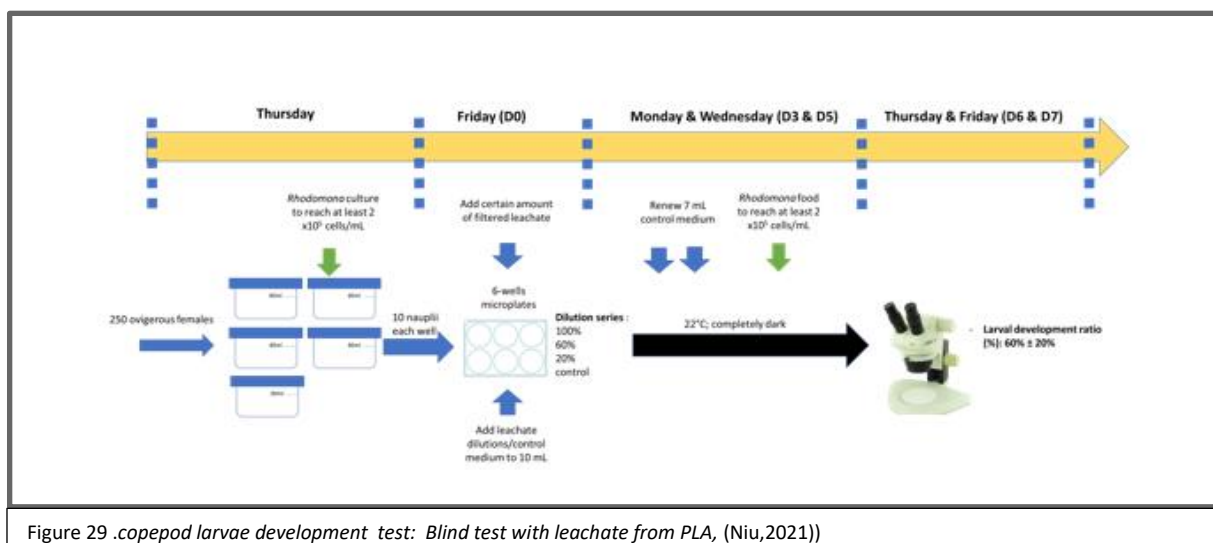 Thursday
Friday (D0)
Monday & Wednesday (D3 & D5)
Thursday & Friday (D6 & D7)
Rhodomona culture
to reach at least 2
x10⁵ cells/mL
Add certain amount
of filtered leachate
Renew 7 mL
control medium
Rhodomona food
to reach at least 2
x10⁵ cells/mL
250 ovigerous females
10 nauplii
each well
6-wells
microplates
Dilution series :
100%
60%
20%
control
22°C; completely dark
- Larval development ratio
(%): 60% ± 20%
Add leachate
dilutions/control
medium to 10 mL
Figure 29 .copepod larvae development test: Blind test with leachate from PLA, (Niu,2021))